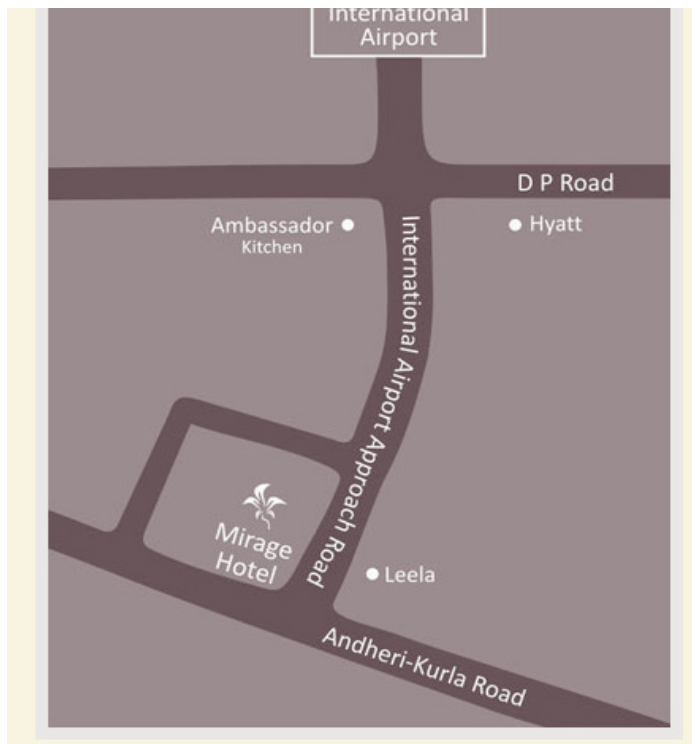 International
Airport
D P Road
Ambassador
Kitchen
Hyatt
International Airport Approach Road
Mirage
Hotel
Leela
Andheri-Kurla Road